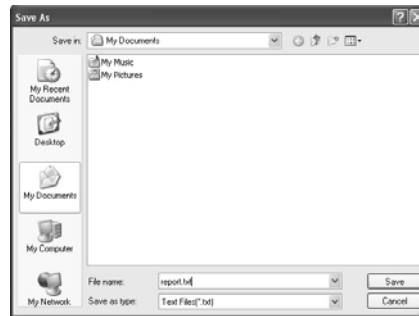 Save As
Save in:
My Documents
My Recent
Documents
Desktop
My Documents
My Computer
My Network
My Music
My Pictures
File name:
report.txt
Save
Save as type:
Text Files(*.txt)
Cancel